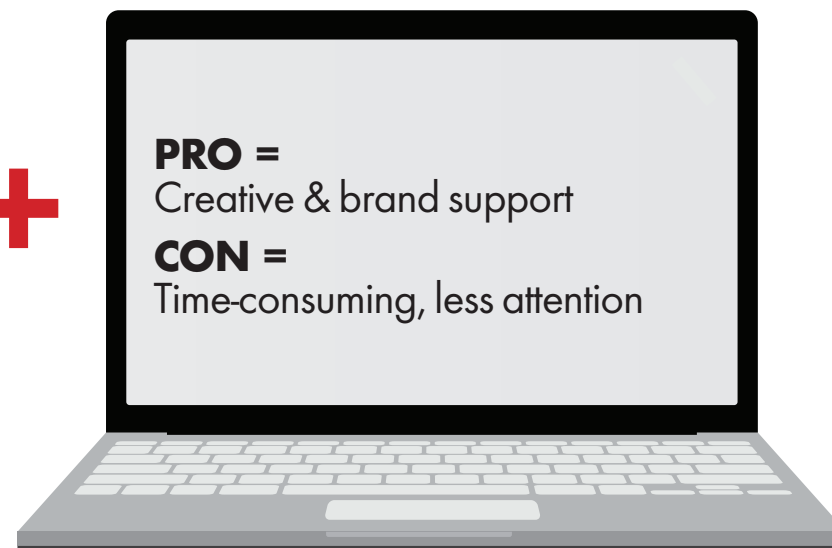 PRO =
Creative & brand support
CON =
Time-consuming, less attention